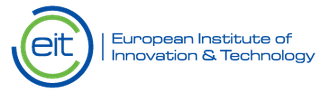 eit
European Institute of
Innovation & Technology